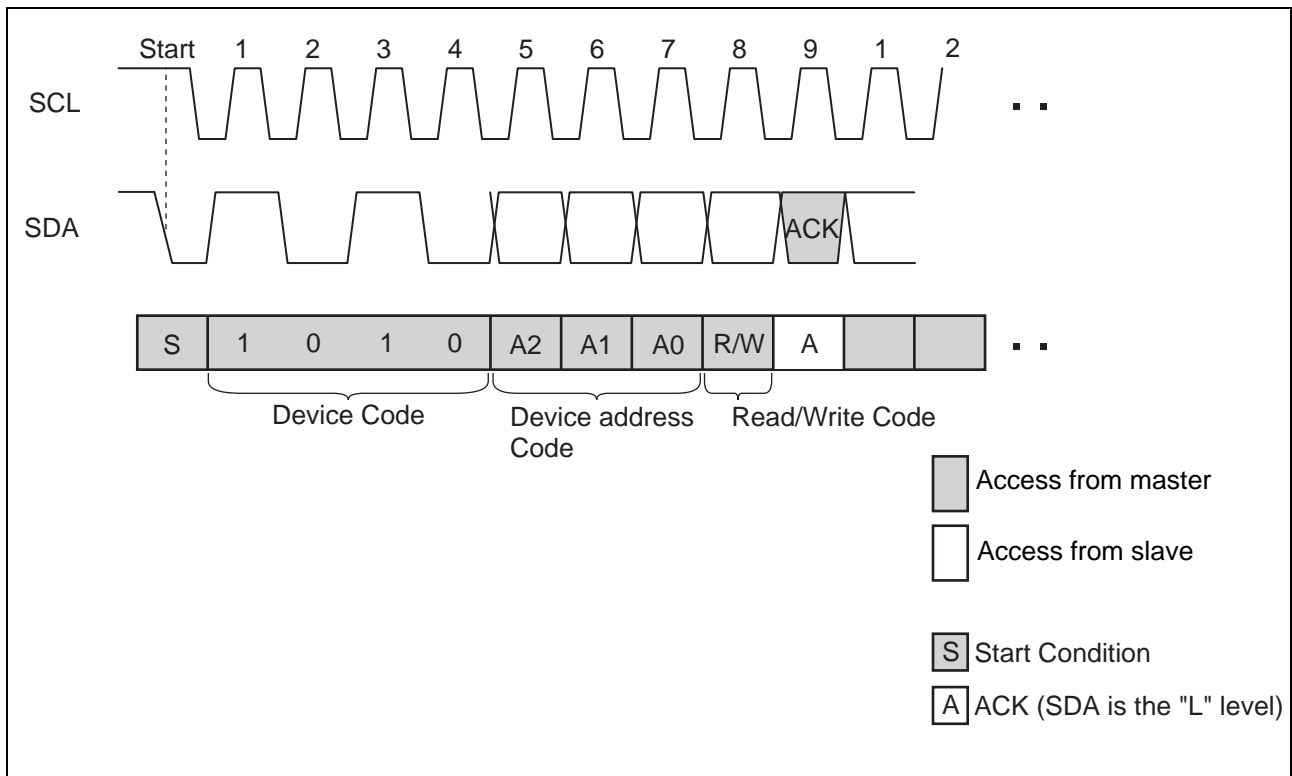 Start 1 2 3 4 5 6 7 8 9 1 2
SCL
SDA
ACK
S 1 0 1 0 A2 A1 A0 R/W A
Device Code
Device address
Code
Read/Write Code
Access from master
Access from slave
S Start Condition
A ACK (SDA is the "L" level)